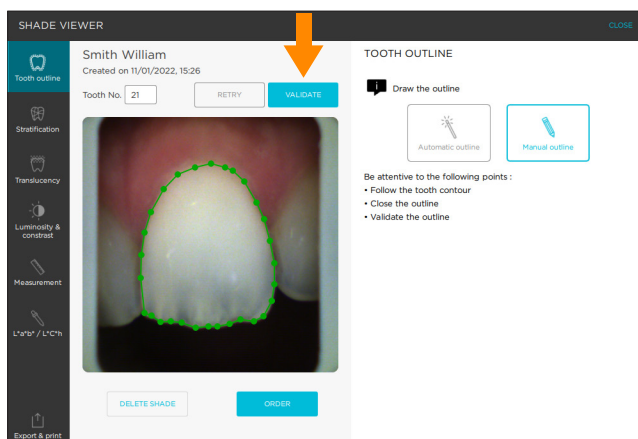 SHADE VIEWER
CLOSE
Tooth outline
Stratification
Translucency
Luminosity &
constrast
Measurement
L*a*b* / L*C*h
Export & print
Smith William
Created on 11/01/2022, 15:26
Tooth No. 21
RETRY
VALIDATE
DELETE SHADE
ORDER
TOOTH OUTLINE
i Draw the outline
Automatic outline
Manual outline
Be attentive to the following points :
• Follow the tooth contour
• Close the outline
• Validate the outline